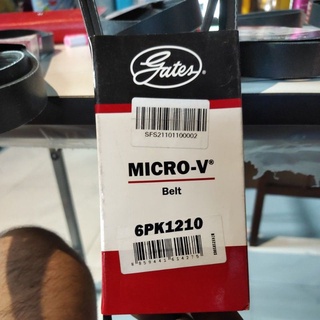 Gates
SFS21101100002
MICRO-V®
Belt
6PK1210